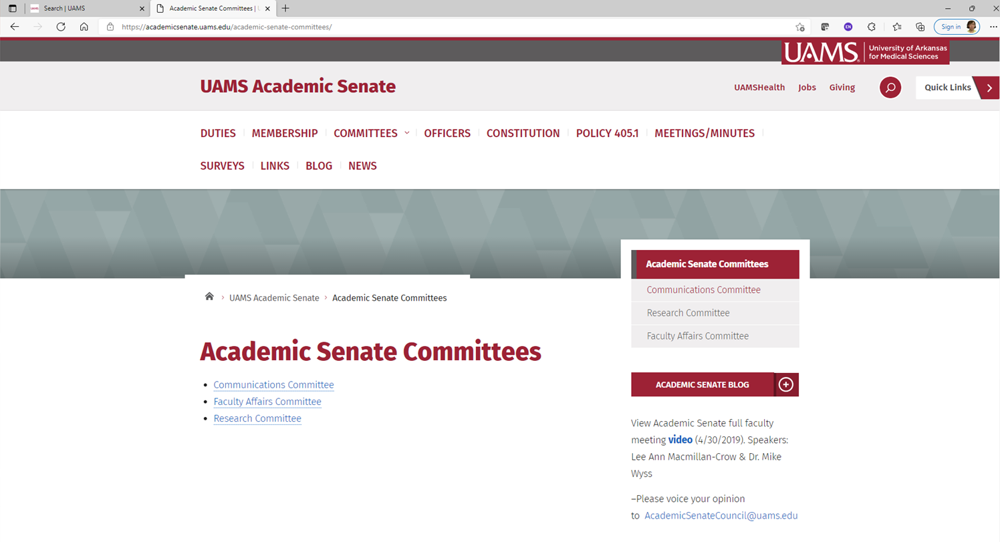 Search | UAMS
Academic Senate Committees |
https://academicsenate.uams.edu/academic-senate-committees/
EN
Sign in
UAMS
University of Arkansas
for Medical Sciences
UAMS Academic Senate
UAMSHealth Jobs Giving
Quick Links
DUTIES MEMBERSHIP COMMITTEES OFFICERS CONSTITUTION POLICY 405.1 MEETINGS/MINUTES
SURVEYS LINKS BLOG NEWS
UAMS Academic Senate Academic Senate Committees
Academic Senate Committees
• Communications Committee
• Faculty Affairs Committee
• Research Committee
Academic Senate Committees
Communications Committee
Research Committee
Faculty Affairs Committee
ACADEMIC SENATE BLOG
View Academic Senate full faculty
meeting video (4/30/2019). Speakers:
Lee Ann Macmillan-Crow & Dr. Mike
Wyss
–Please voice your opinion
to AcademicSenateCouncil@uams.edu